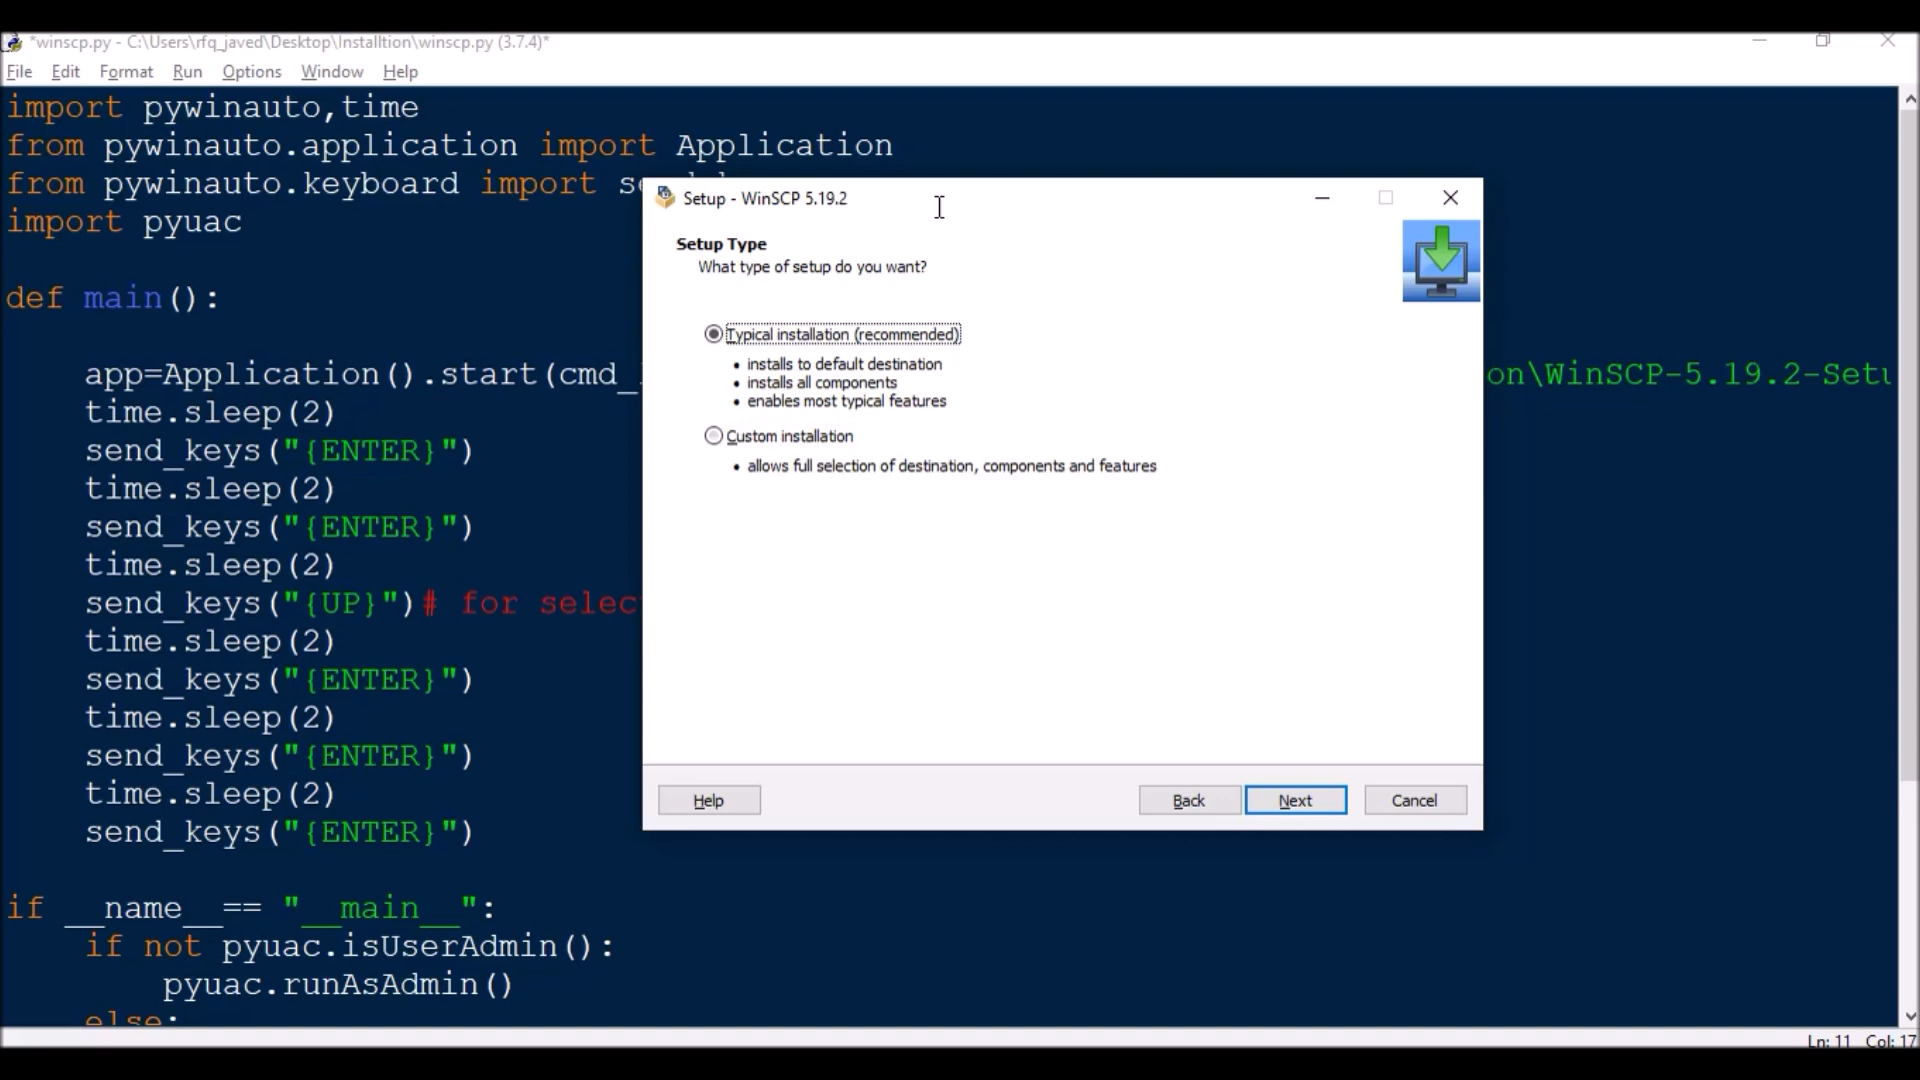 *winscp.py - C:\Users\rfq_javed\Desktop\Installtion\winscp.py (3.7.4)*
File Edit Format Run Options Window Help
import pywinauto,time
from pywinauto.application import Application
from pywinauto.keyboard import
import pyuac
def main():
app=Application().start(cmd_
on\WinSCP-5.19.2-Setu
time.sleep(2)
send_keys("{ENTER}")
time.sleep(2)
send_keys("{ENTER}")
time.sleep(2)
send_keys("{UP}")# for selec
time.sleep(2)
send_keys("{ENTER}")
time.sleep(2)
send_keys("{ENTER}")
time.sleep(2)
send_keys("{ENTER}")
if __name__== "__main__":
if not pyuac.isUserAdmin():
pyuac.runAsAdmin()
else:
Ln: 11 Col: 17
Setup - WinSCP 5.19.2
Setup Type
What type of setup do you want?
Typical installation (recommended)
• installs to default destination
• installs all components
• enables most typical features
Custom installation
• allows full selection of destination, components and features
Help
Back
Next
Cancel